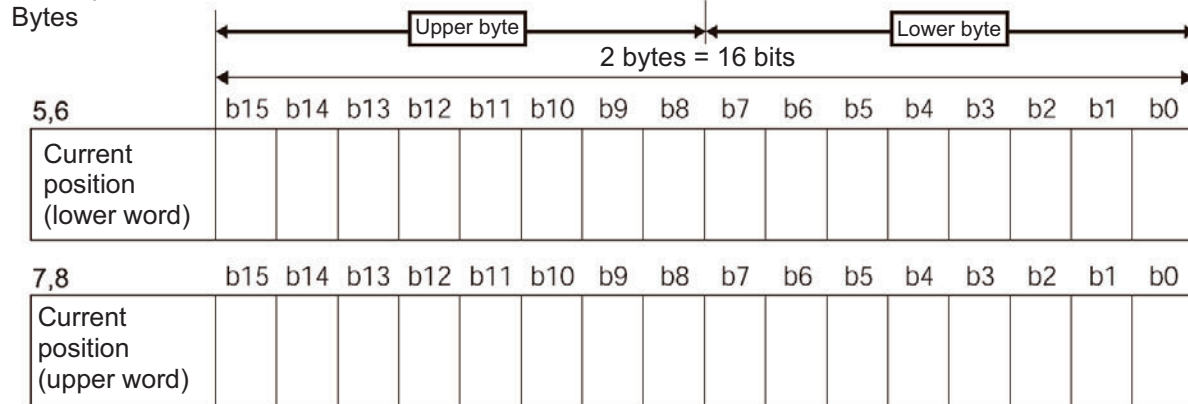 Bytes
Upper byte
Lower byte
2 bytes = 16 bits
5,6 b15 b14 b13 b12 b11 b10 b9 b8 b7 b6 b5 b4 b3 b2 b1 b0
Current
position
(lower word)
7,8 b15 b14 b13 b12 b11 b10 b9 b8 b7 b6 b5 b4 b3 b2 b1 b0
Current
position
(upper word)